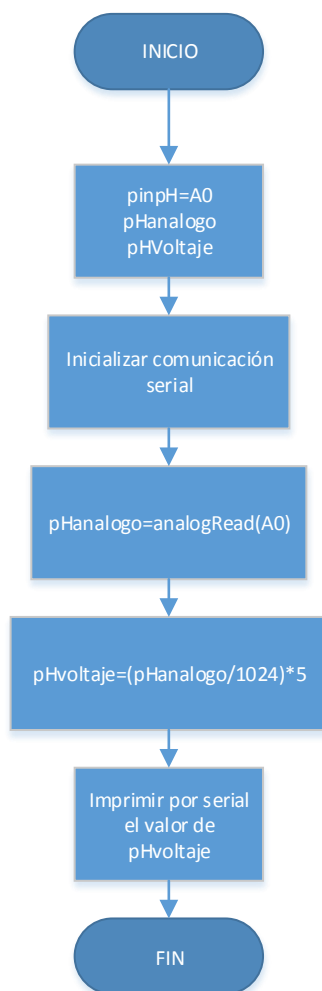 INICIO
pinpH=A0
pHanalogo
pHVoltaje
Inicializar comunicación
serial
pHanalogo=analogRead(A0)
pHvoltaje=(pHanalogo/1024)*5
Imprimir por serial
el valor de
pHvoltaje
FIN